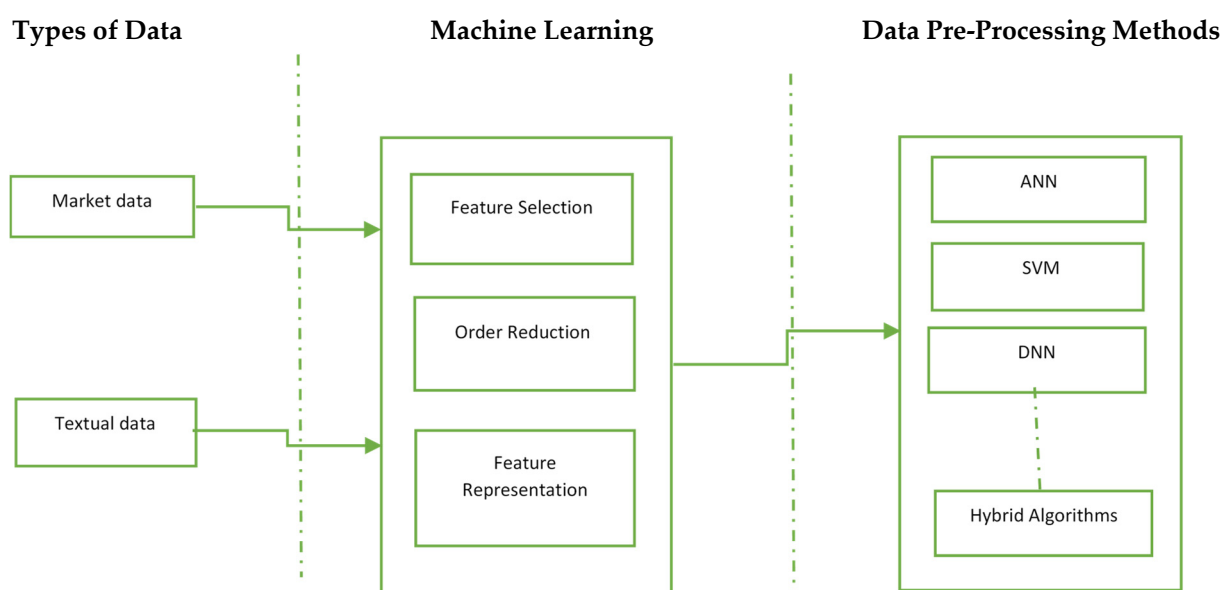 Types of Data
Machine Learning
Data Pre-Processing Methods
Market data
Textual data
Feature Selection
Order Reduction
Feature
Representation
ANN
SVM
DNN
Hybrid Algorithms